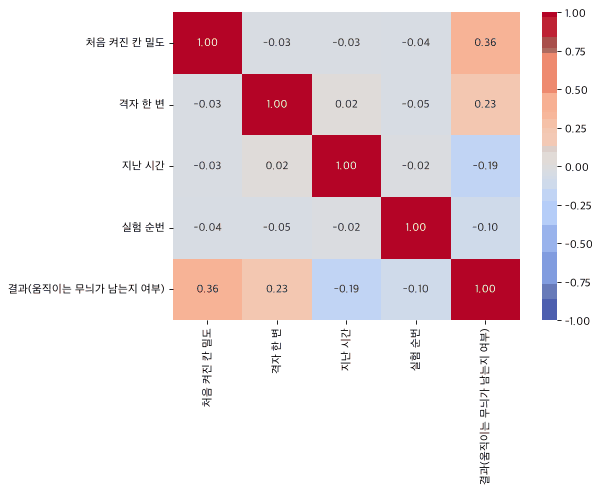 처음 켜진 칸 밀도 1.00 -0.03 -0.03 -0.04 0.36
격자 한 변 -0.03 1.00 0.02 -0.05 0.23
지난 시간 -0.03 0.02 1.00 -0.02 -0.19
실험 순번 -0.04 -0.05 -0.02 1.00 -0.10
결과(움직이는 무늬가 남는지 여부) 0.36 0.23 -0.19 -0.10 1.00
처음 켜진 칸 밀도
격자 한 변
지난 시간
실험 순번
결과(움직이는 무늬가 남는지 여부)
1.00
0.75
0.50
0.25
0.00
-0.25
-0.50
-0.75
-1.00